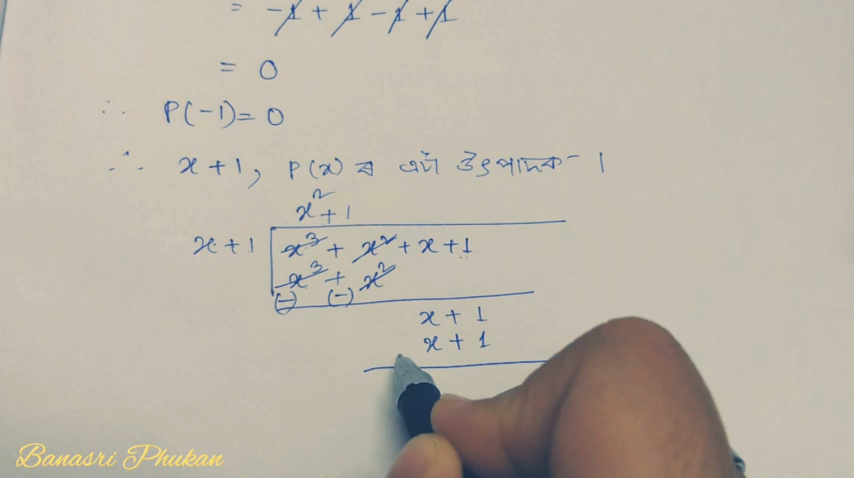 = -1 + 1 - 1 + 1
= 0
∴ P(-1) = 0
∴ x + 1, P(x) ৰ এটা উৎপাদক ।
x² + 1
x + 1 x³ + x² + x + 1
x³ + x²
(-) (-)
x + 1
x + 1
Banasri Phukan